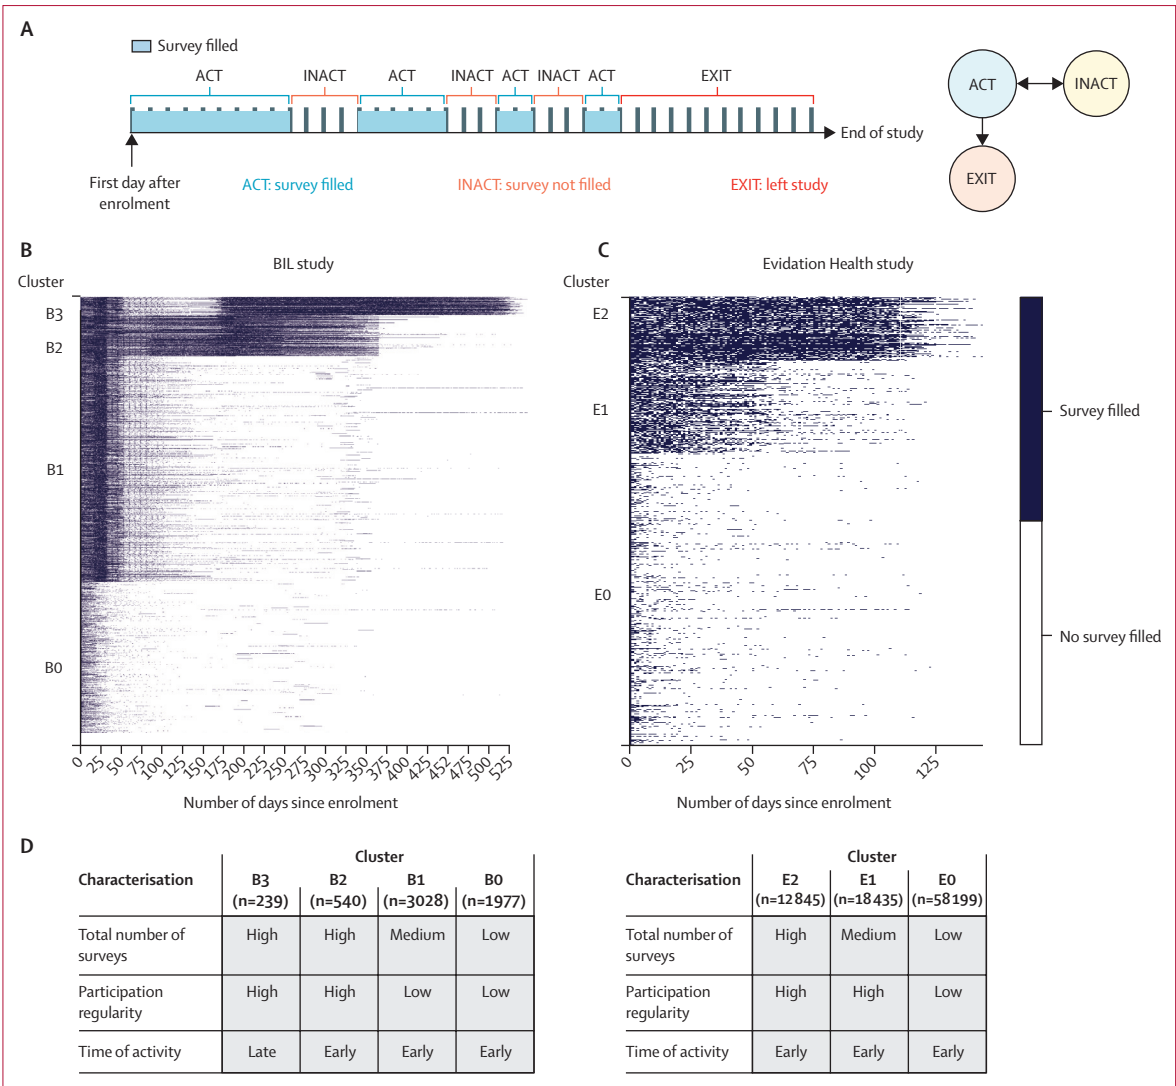 A
Survey filled
ACT INACT ACT INACT ACT INACT ACT EXIT
End of study
First day after
enrolment
ACT: survey filled
INACT: survey not filled
EXIT: left study
ACT
INACT
EXIT
B
BIL study
Cluster
B3
B2
B1
B0
0 25 50 75 100 125 150 175 200 225 250 275 300 325 350 375 400 425 452 475 500 525
Number of days since enrolment
C
Evidation Health study
Cluster
E2
E1
E0
0 25 50 75 100 125
Number of days since enrolment
Survey filled
No survey filled
D
Cluster
Characterisation B3 B2 B1 B0
(n=239) (n=540) (n=3028) (n=1977)
Total number of High High Medium Low
surveys
Participation High High Low Low
regularity
Time of activity Late Early Early Early
Cluster
Characterisation E2 E1 E0
(n=12 845) (n=18 435) (n=58 199)
Total number of High Medium Low
surveys
Participation High High Low
regularity
Time of activity Early Early Early